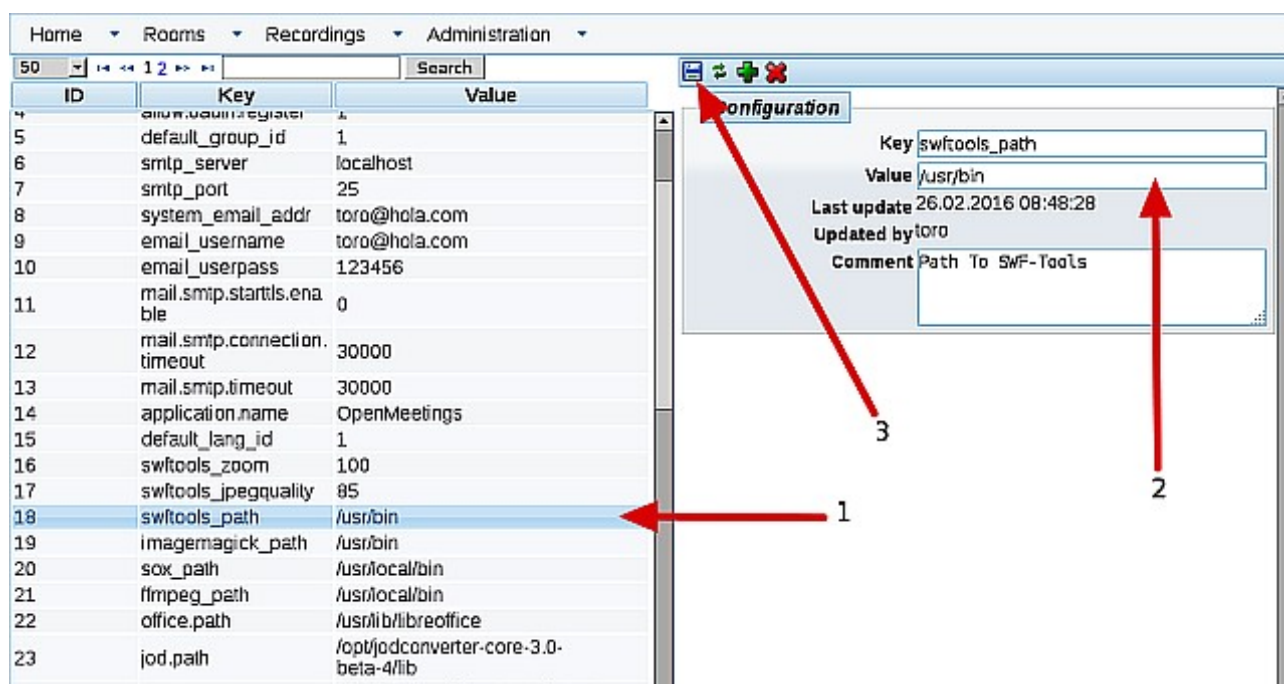 Home Rooms Recordings Administration
50 1 2 Search
ID Key Value
4 allow.oauth.register 1
5 default_group_id 1
6 smtp_server localhost
7 smtp_port 25
8 system_email_addr toro@hola.com
9 email_username toro@hola.com
10 email_userpass 123456
11 mail.smtp.starttls.ena
ble 0
12 mail.smtp.connection.
timeout 30000
13 mail.smtp.timeout 30000
14 application.name OpenMeetings
15 default_lang_id 1
16 swftools_zoom 100
17 swftools_jpegquality 85
18 swftools_path /usr/bin
19 imagemagick_path /usr/bin
20 sox_path /usr/local/bin
21 ffmpeg_path /usr/local/bin
22 office.path /usr/lib/libreoffice
23 jod.path /opt/jodconverter-core-3.0-
beta-4/lib
Configuration
Key swftools_path
Value /usr/bin
Last update 26.02.2016 08:48:28
Updated by toro
Comment Path To SWF-Tools
3
2
1